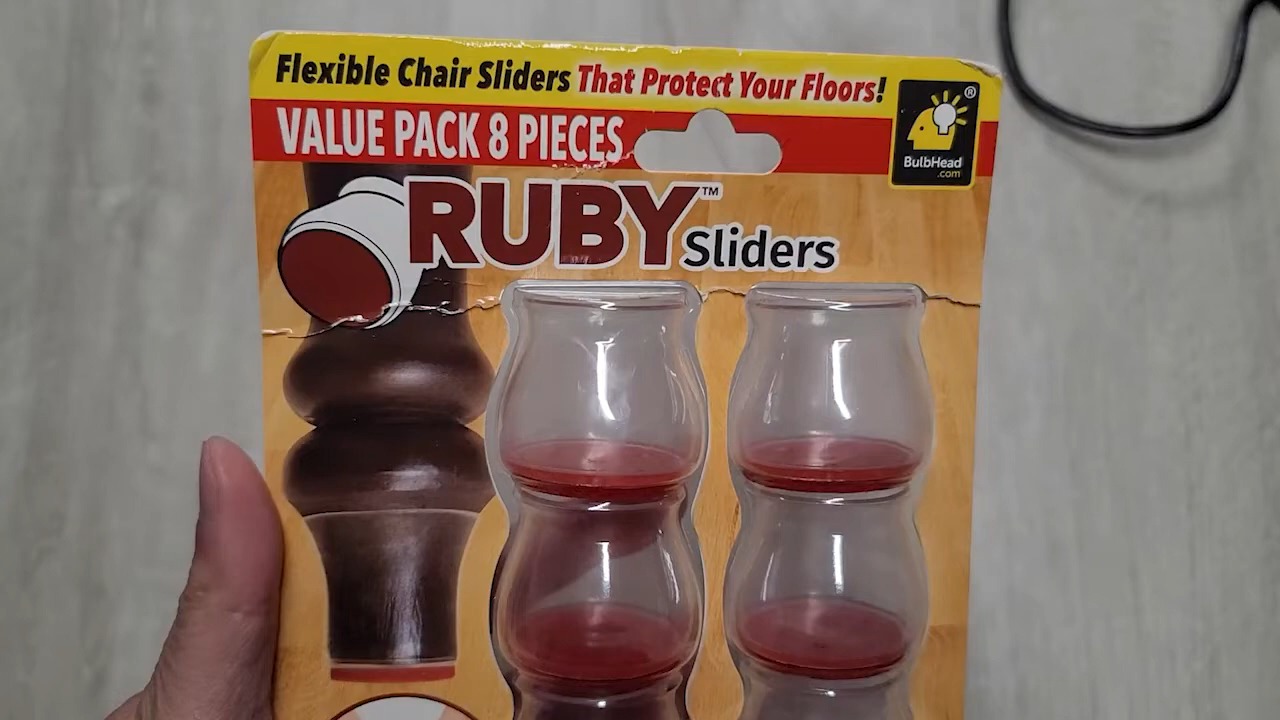 Flexible Chair Sliders That Protect Your Floors!
VALUE PACK 8 PIECES
BulbHead®
.com
RUBY™
Sliders